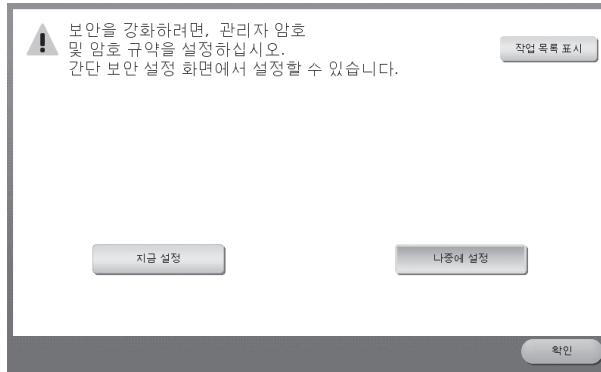 보안을 강화하려면, 관리자 암호
및 암호 규약을 설정하십시오.
간단 보안 설정 화면에서 설정할 수 있습니다.
작업 목록 표시
지금 설정
나중에 설정
확인